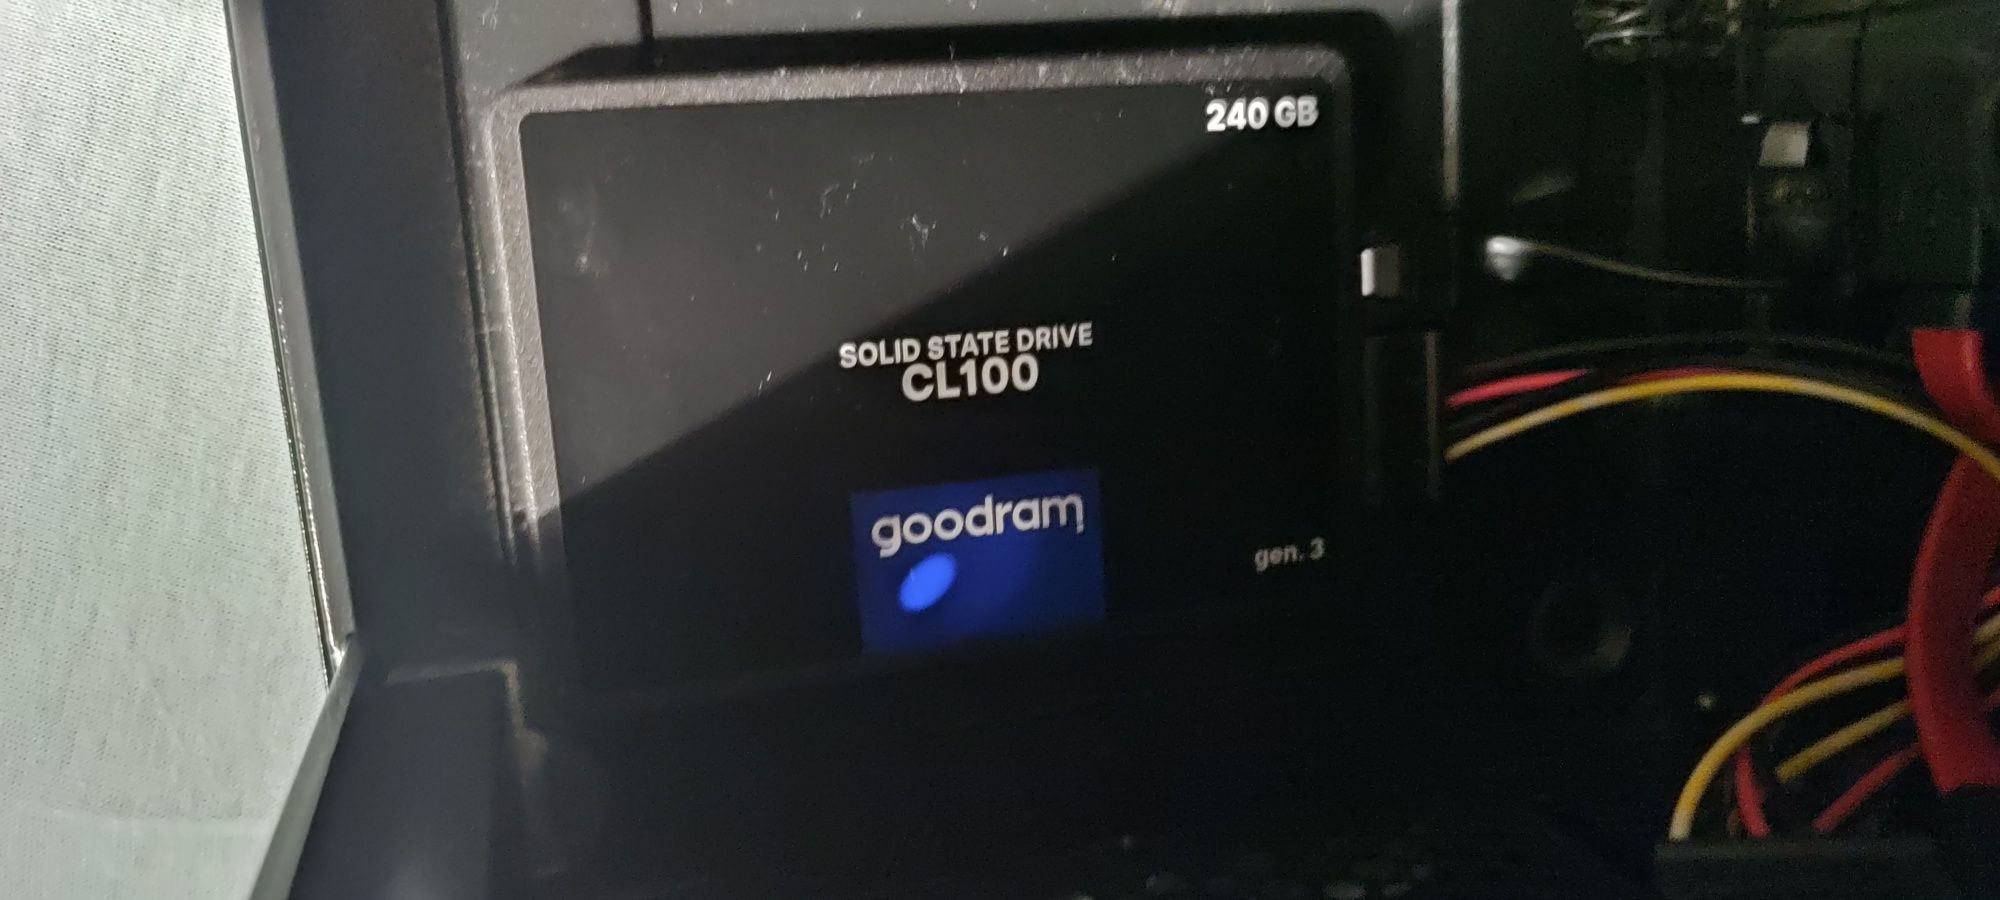 240 GB
SOLID STATE DRIVE
CL100
goodram
gen. 3